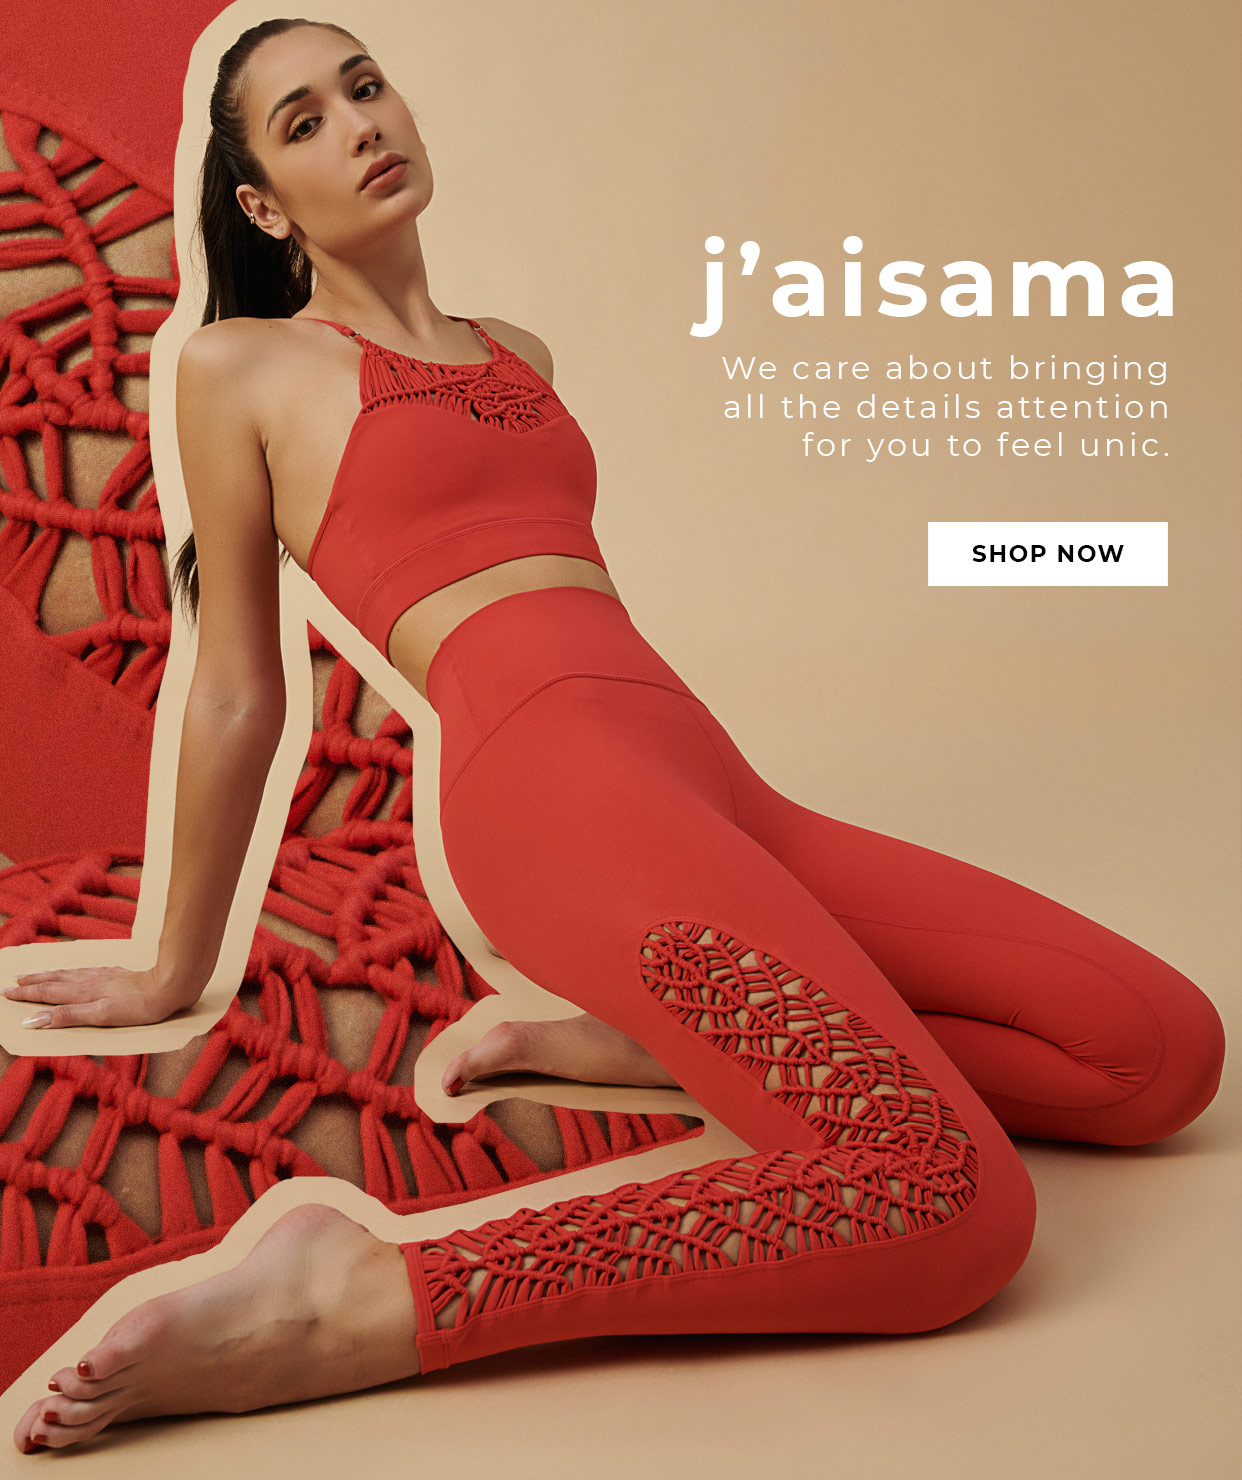 j’aisama
We care about bringing
all the details attention
for you to feel unic.
SHOP NOW